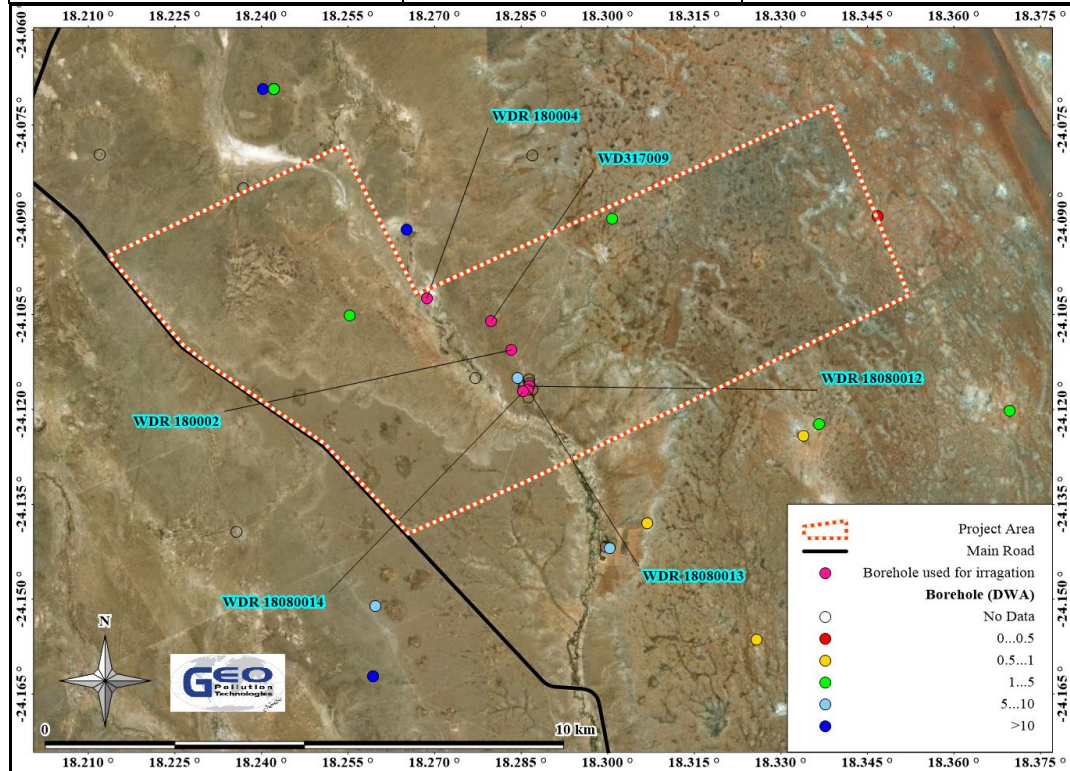 18.210 ° 18.225 ° 18.240 ° 18.255 ° 18.270 ° 18.285 ° 18.300 ° 18.315 ° 18.330 ° 18.345 ° 18.360 ° 18.375 °
-24.060 °
-24.075 °
-24.090 °
-24.105 °
-24.120 °
-24.135 °
-24.150 °
-24.165 °
WDR 180004
WD317009
WDR 18080012
WDR 180002
WDR 18080013
WDR 18080014
Project Area
Main Road
Borehole used for irragation
Borehole (DWA)
No Data
0...0.5
0.5...1
1...5
5...10
>10
N
GEO
Pollution
Technologies
0 10 km
-24.060 °
-24.075 °
-24.090 °
-24.105 °
-24.120 °
-24.135 °
-24.150 °
-24.165 °
18.210 ° 18.225 ° 18.240 ° 18.255 ° 18.270 ° 18.285 ° 18.300 ° 18.315 ° 18.330 ° 18.345 ° 18.360 ° 18.375 °